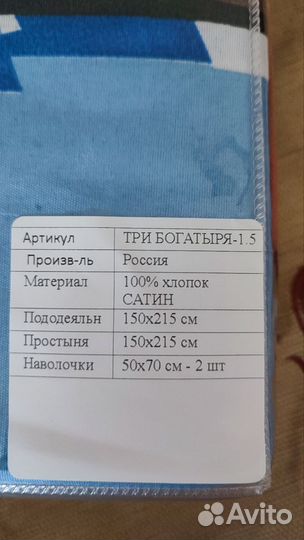 Артикул ТРИ БОГАТЫРЯ-1.5
Произв-ль Россия
Материал 100% хлопок
САТИН
Пододеяльн 150х215 см
Простыня 150х215 см
Наволочки 50х70 см - 2 шт
Avito